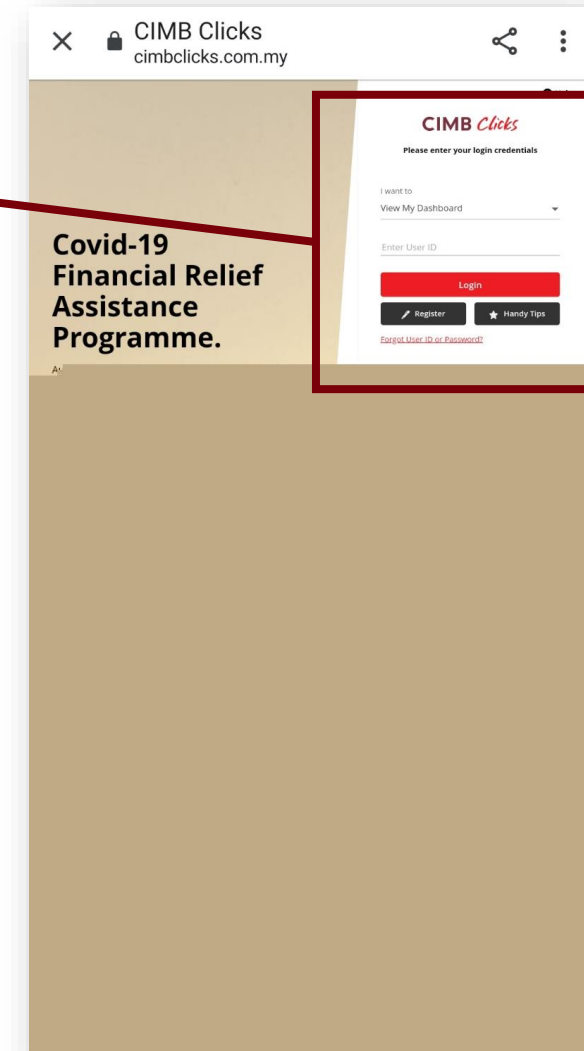 CIMB Clicks
cimbclicks.com.my
Covid-19
Financial Relief
Assistance
Programme.
CIMB Clicks
Please enter your login credentials
I want to
View My Dashboard
Enter User ID
Login
Register
Handy Tips
Forgot User ID or Password?